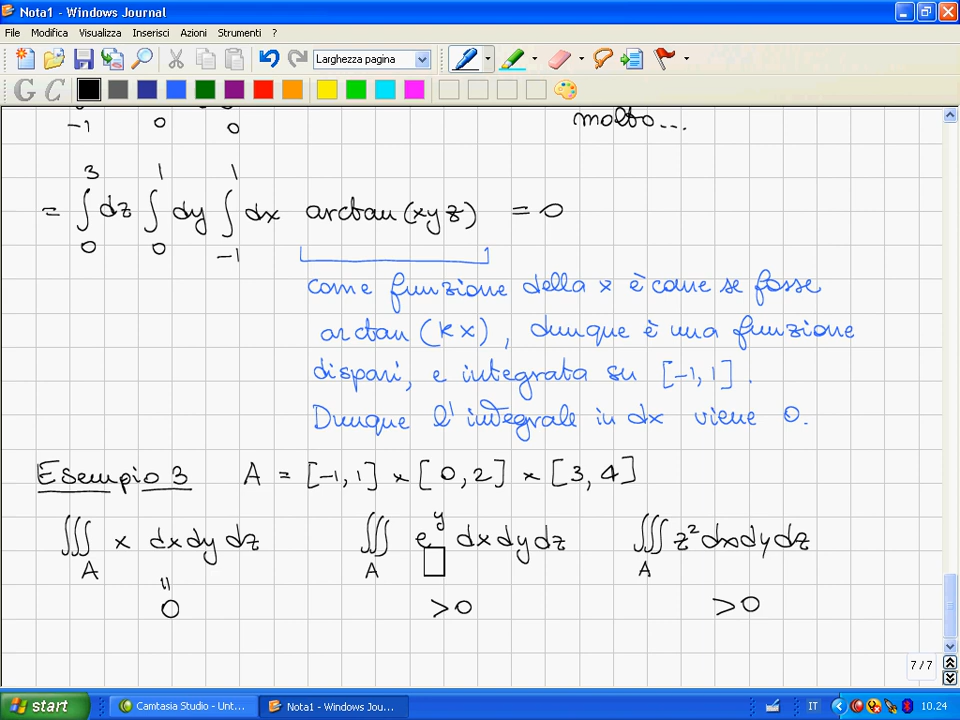 Nota1 - Windows Journal
File Modifica Visualizza Inserisci Azioni Strumenti ?
Larghezza pagina
G C
-1 0 0 molto...
= ∫₀³ dz ∫₀¹ dy ∫₋₁¹ dx arctan(xyz) = 0
come funzione della x è come se fosse
arctan(kx), dunque è una funzione
dispari, e integrata su [-1,1].
Dunque l'integrale in dx viene 0.
Esempio 3 A = [-1,1] × [0,2] × [3,4]
∭_A x dx dy dz ∭_A e^y dx dy dz ∭_A z² dx dy dz
= 0 >0 >0
7 / 7
start Camtasia Studio - Unt... Nota1 - Windows Jou... IT 10.24